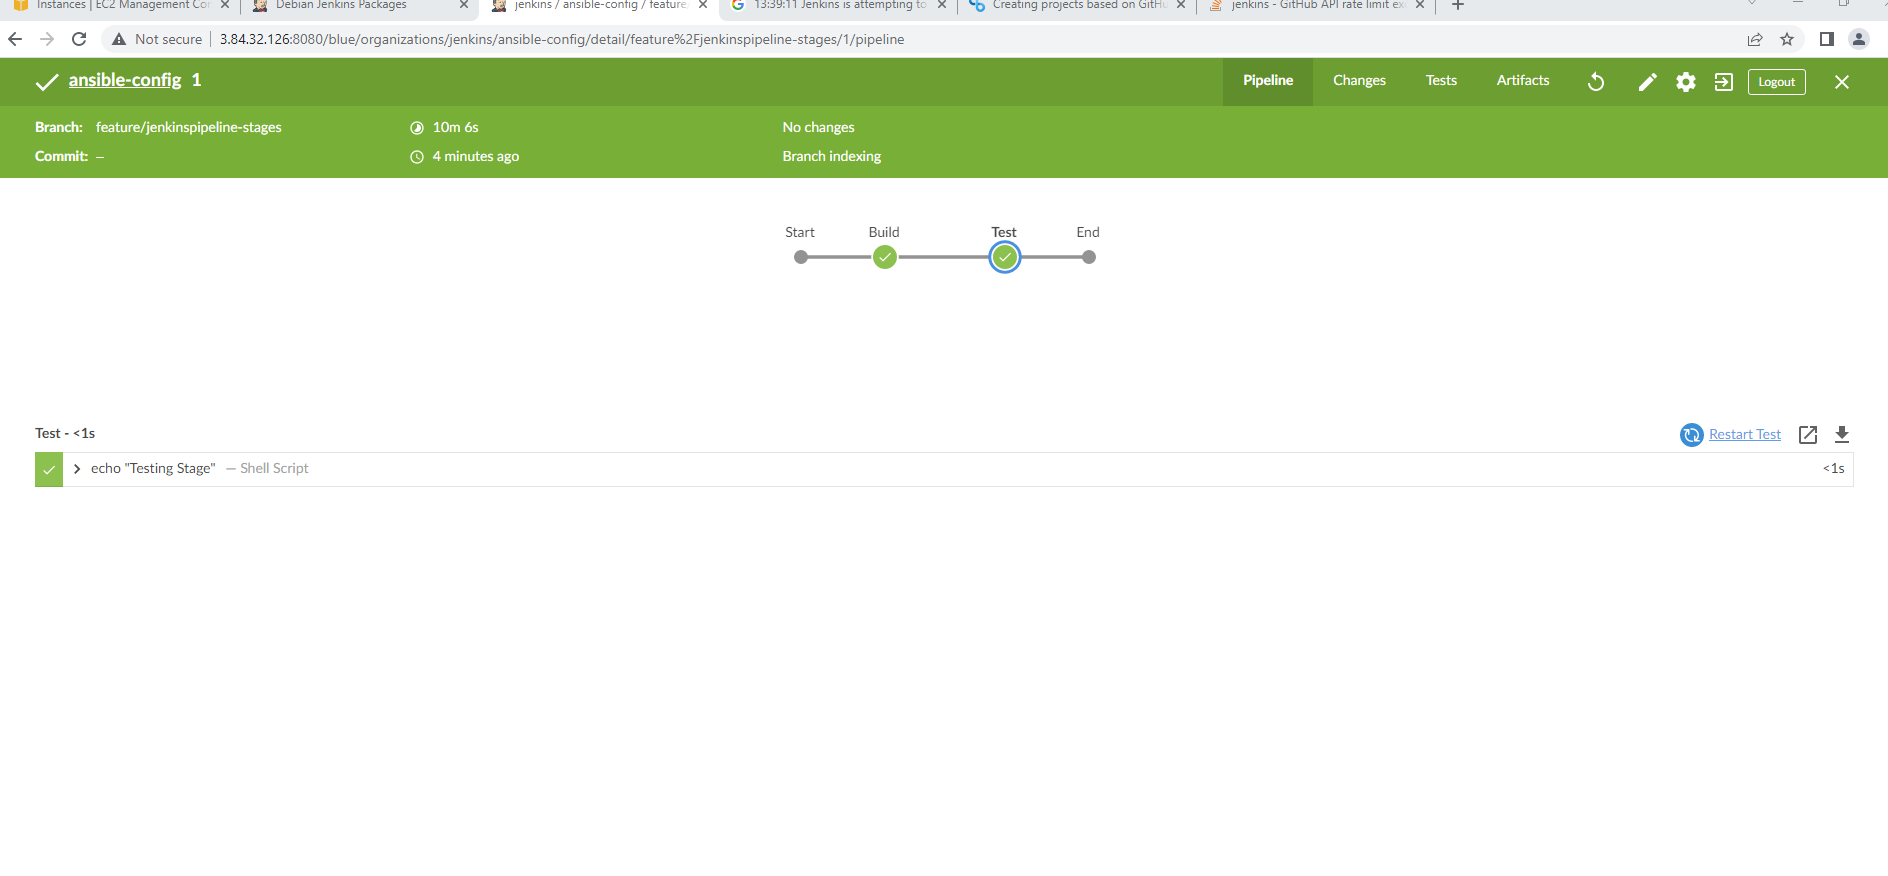 Instances | EC2 Management Con
Debian Jenkins Packages
jenkins / ansible-config / feature/
13:39:11 Jenkins is attempting to
Creating projects based on GitHu
jenkins - GitHub API rate limit exc
Not secure
3.84.32.126:8080/blue/organizations/jenkins/ansible-config/detail/feature%2Fjenkinspipeline-stages/1/pipeline
ansible-config 1
Pipeline
Changes
Tests
Artifacts
Logout
Branch: feature/jenkinspipeline-stages
10m 6s
No changes
Commit: –
4 minutes ago
Branch indexing
Start
Build
Test
End
Test - <1s
Restart Test
echo "Testing Stage" — Shell Script
<1s